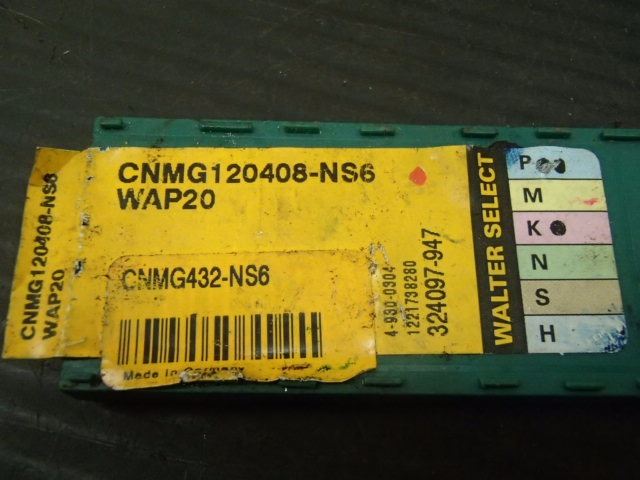 CNMG120408-NS6
WAP20
CNMG120408-NS6
WAP20
CNMG432-NS6
Made in Germany
4-930-0304
1221738280
324097-947
WALTER SELECT
P
M
K
N
S
H